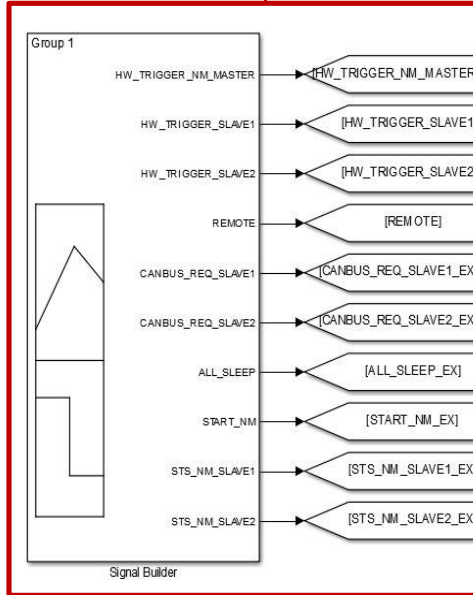 Group 1
HW_TRIGGER_NM_MASTER [HW_TRIGGER_NM_MASTER
HW_TRIGGER_SLAVE1 [HW_TRIGGER_SLAVE1
HW_TRIGGER_SLAVE2 [HW_TRIGGER_SLAVE2
REMOTE [REMOTE]
CANBUS_REQ_SLAVE1 [CANBUS_REQ_SLAVE1_EX
CANBUS_REQ_SLAVE2 [CANBUS_REQ_SLAVE2_EX
ALL_SLEEP [ALL_SLEEP_EX]
START_NM [START_NM_EX]
STS_NM_SLAVE1 [STS_NM_SLAVE1_EX
STS_NM_SLAVE2 [STS_NM_SLAVE2_EX
Signal Builder